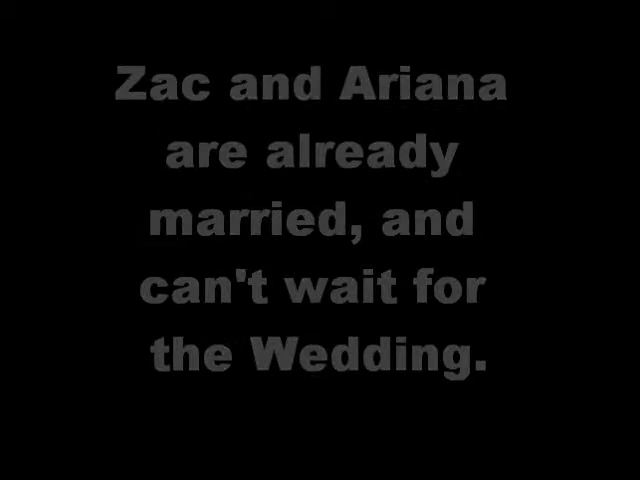 Zac and Ariana
are already
married, and
can't wait for
the Wedding.